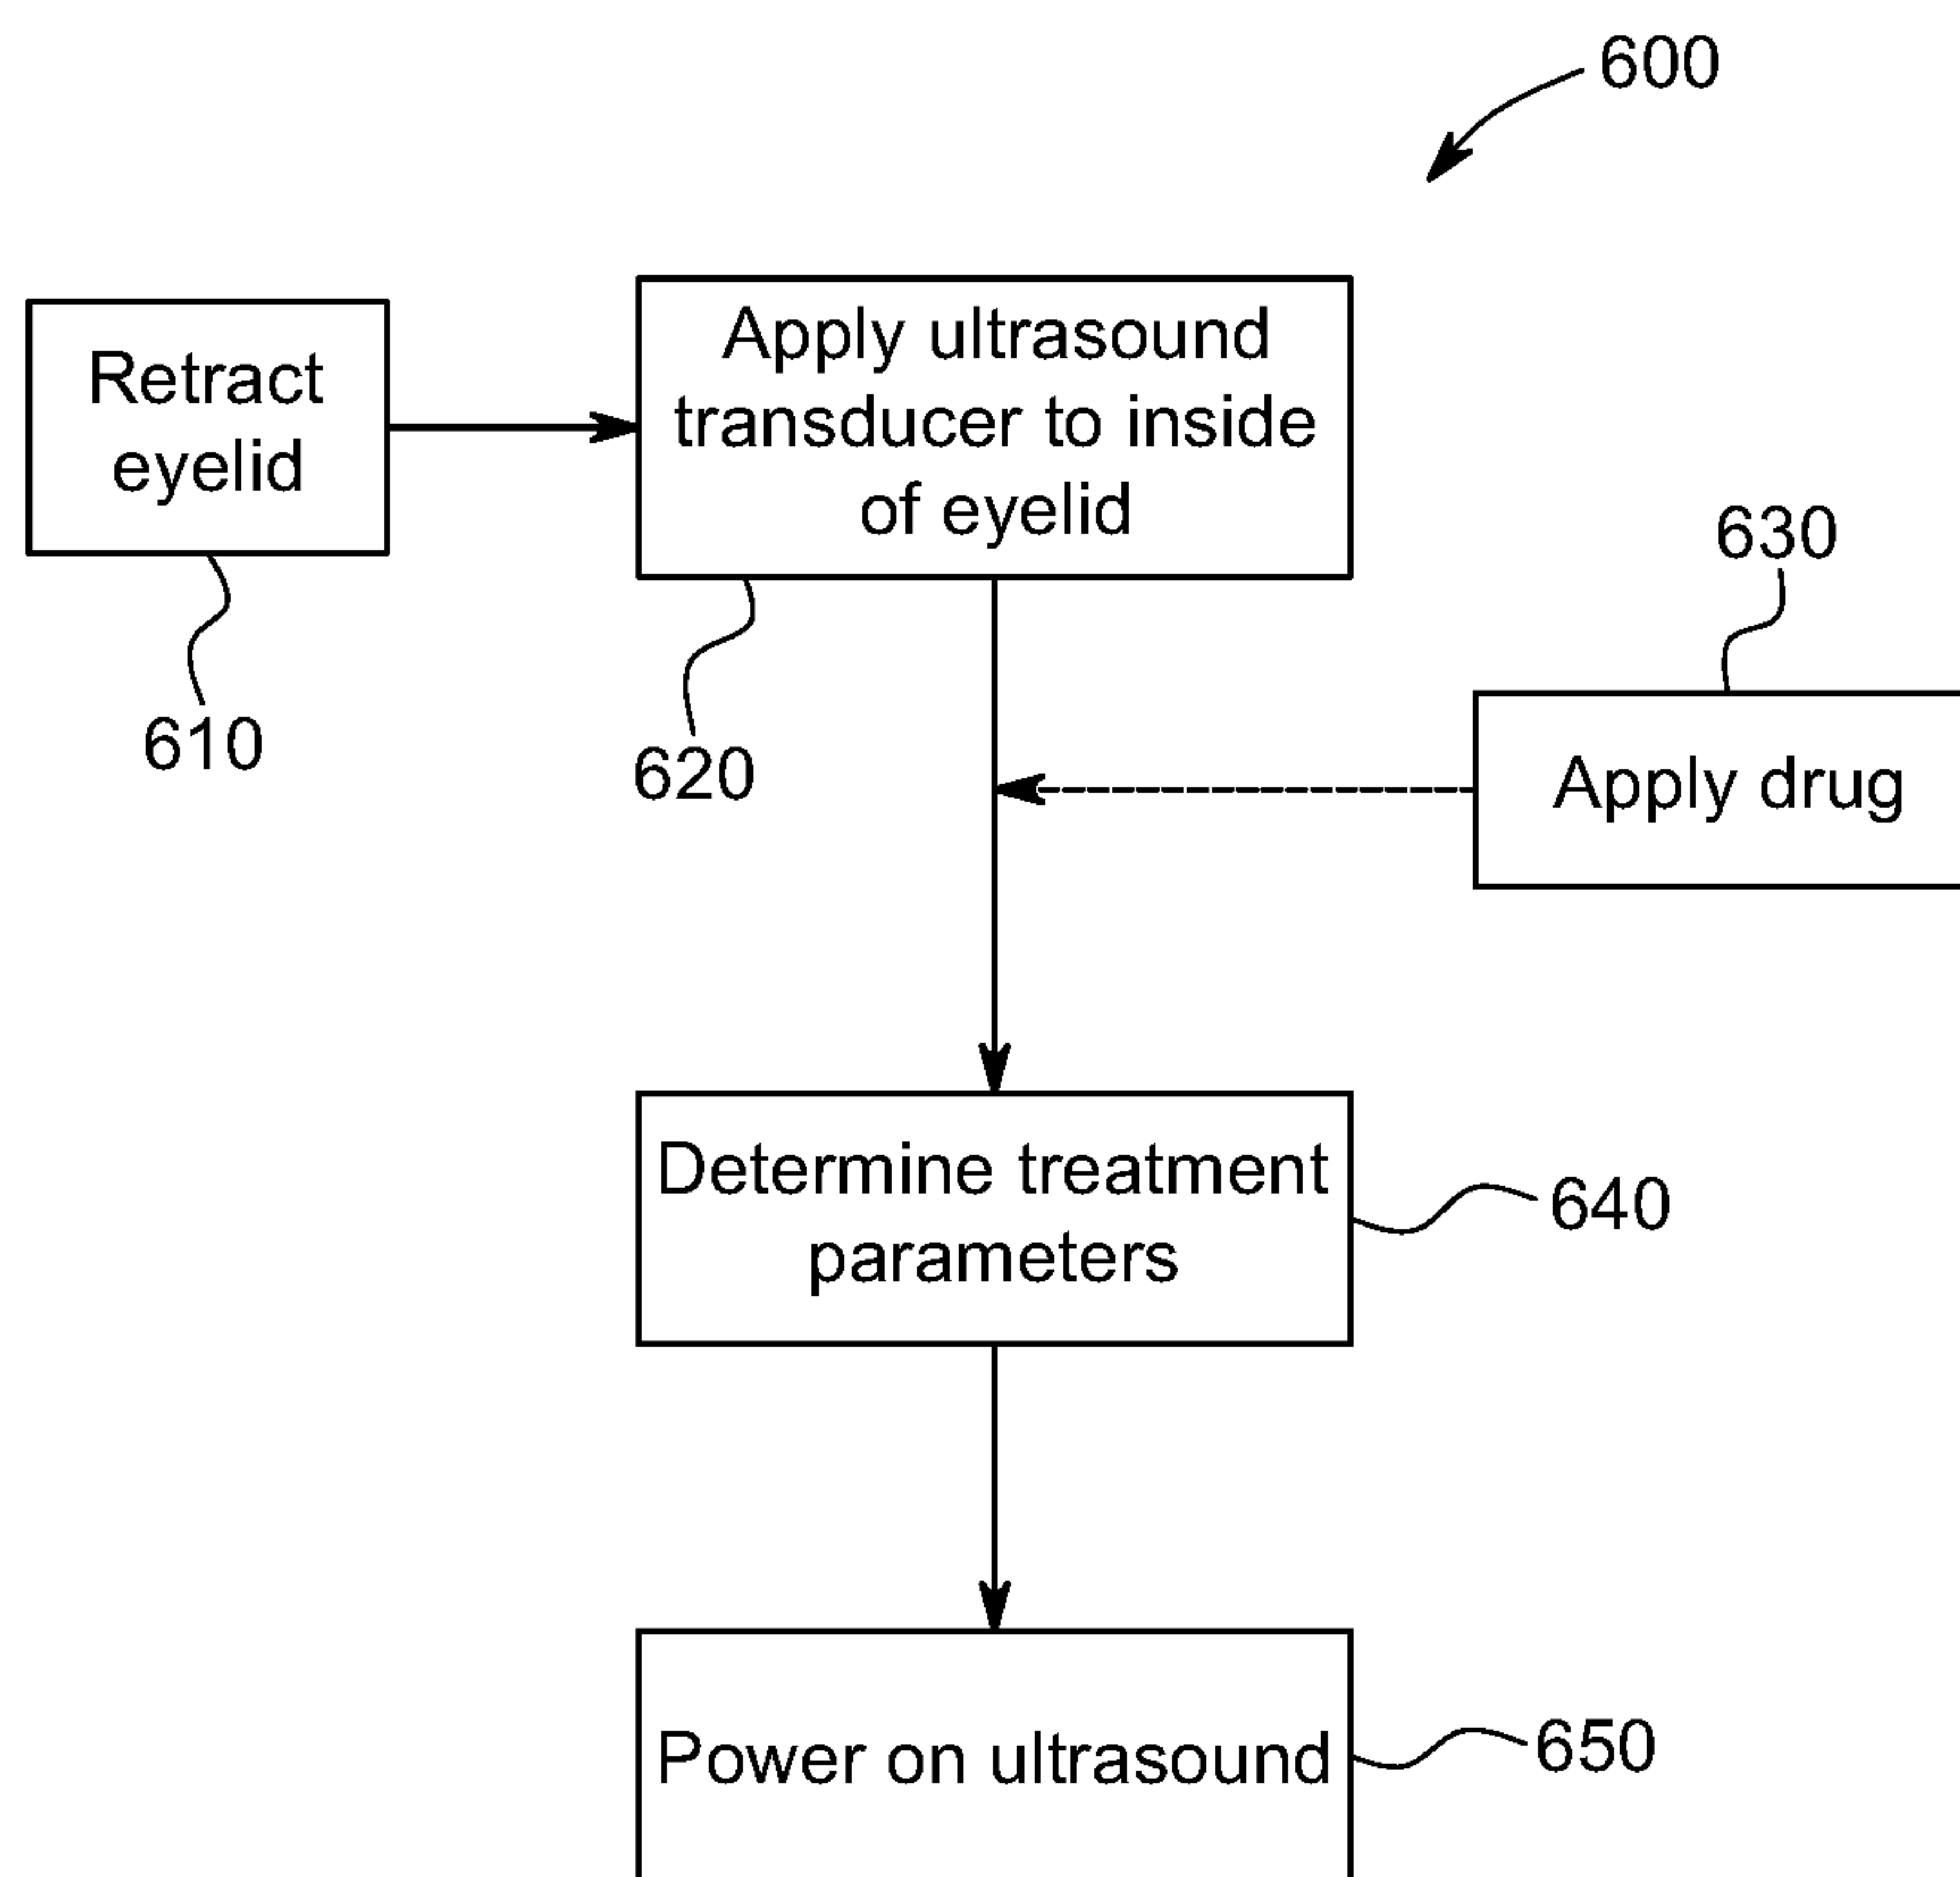 600
Retract
eyelid
610
Apply ultrasound
transducer to inside
of eyelid
620
630
Apply drug
Determine treatment
parameters
640
Power on ultrasound
650